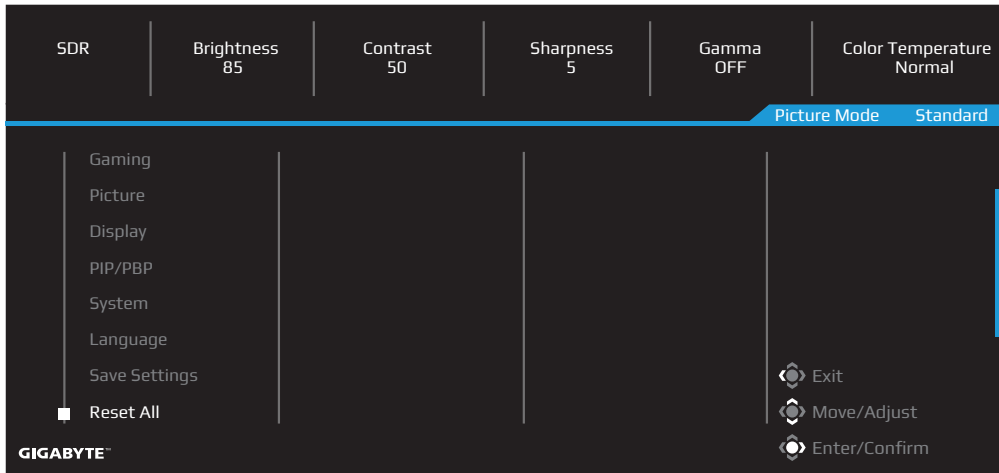 SDR Brightness Contrast Sharpness Gamma Color Temperature
85 50 5 OFF Normal
Picture Mode Standard
Gaming
Picture
Display
PIP/PBP
System
Language
Save Settings
Exit
Reset All
Move/Adjust
GIGABYTE™
Enter/Confirm